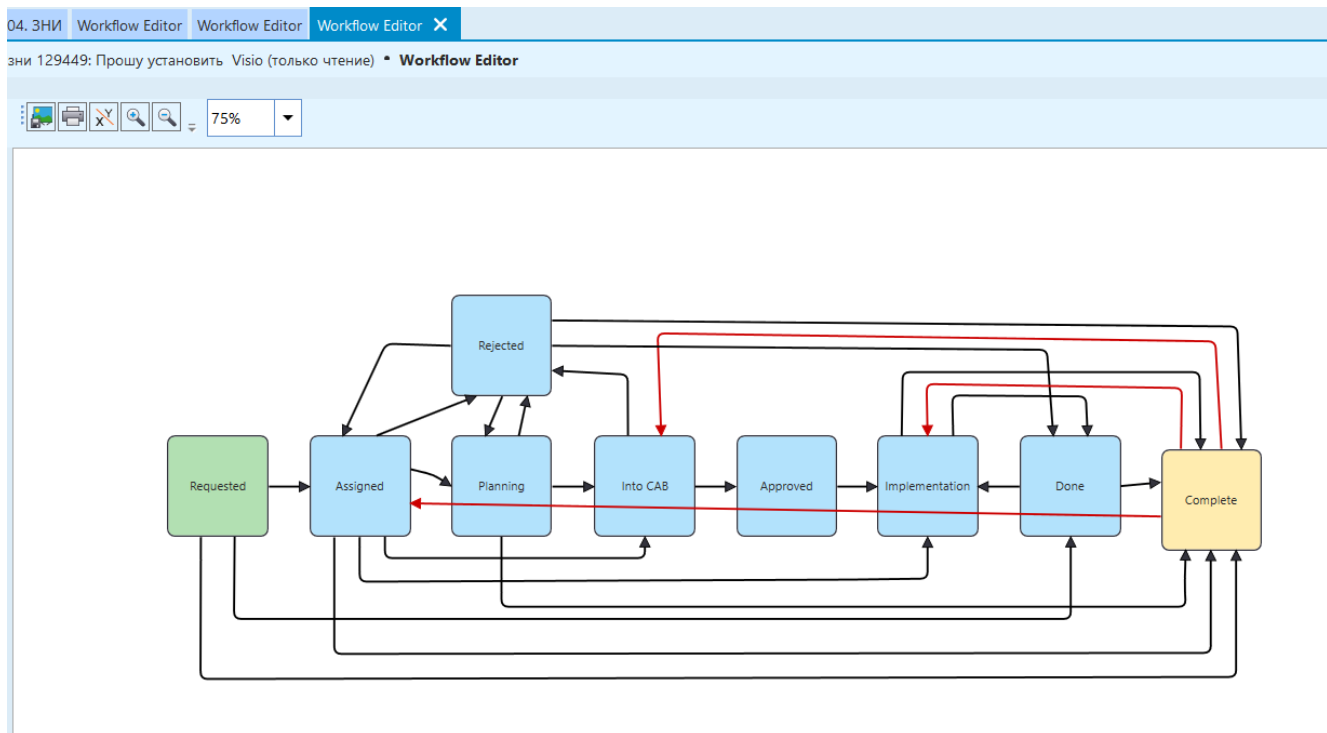 04. ЗНИ Workflow Editor Workflow Editor Workflow Editor X
зни 129449: Прошу установить Visio (только чтение) • Workflow Editor
X Y 75%
Rejected
Requested Assigned Planning Into CAB Approved Implementation Done Complete